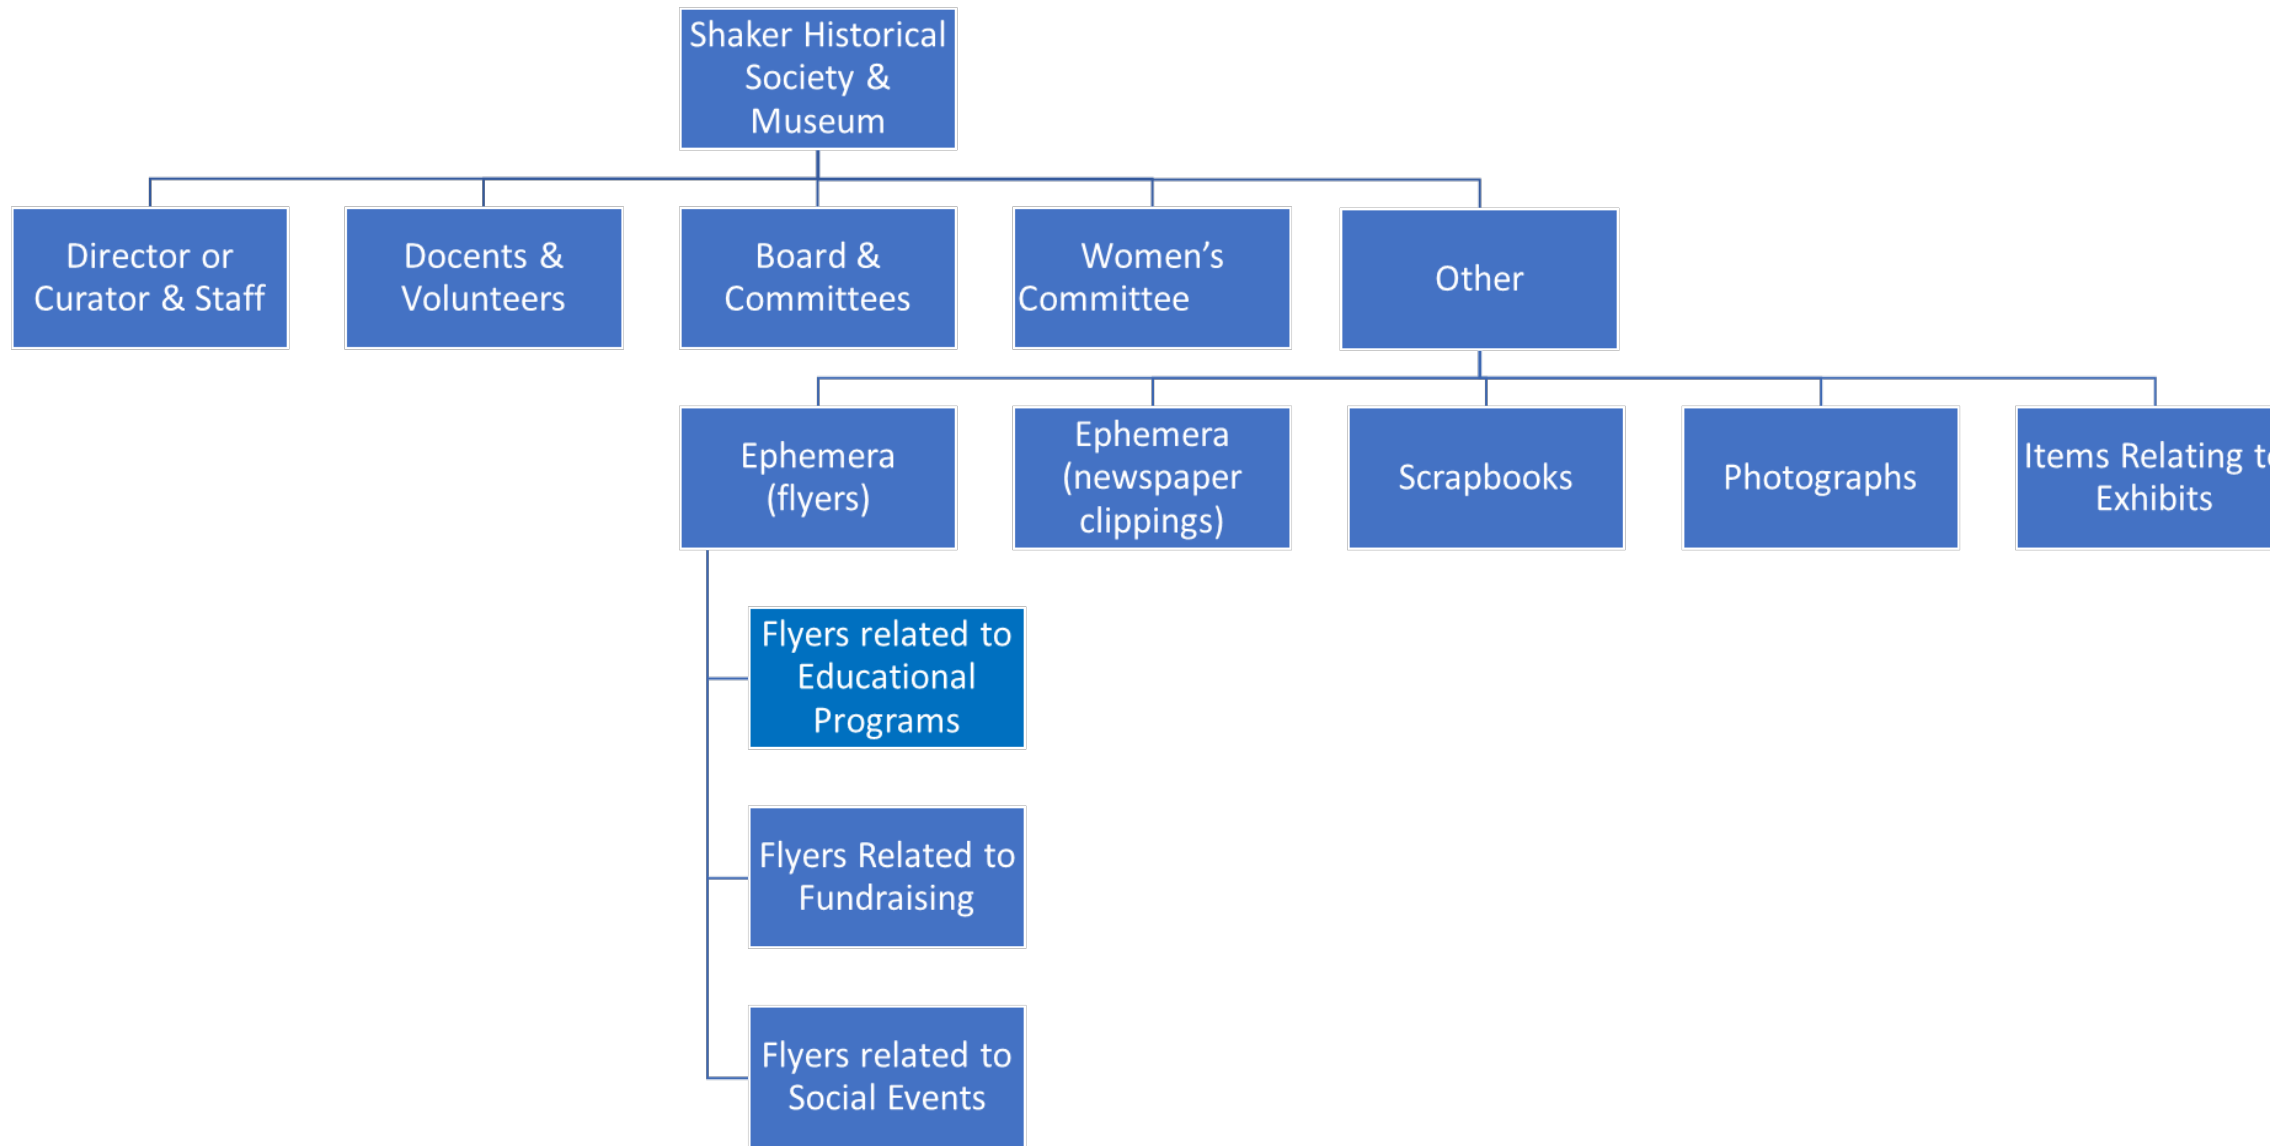 Shaker Historical
Society &
Museum
Director or
Curator & Staff
Docents &
Volunteers
Board &
Committees
Women’s
Committee
Other
Ephemera
(flyers)
Ephemera
(newspaper
clippings)
Scrapbooks
Photographs
Items Relating to
Exhibits
Flyers related to
Educational
Programs
Flyers Related to
Fundraising
Flyers related to
Social Events